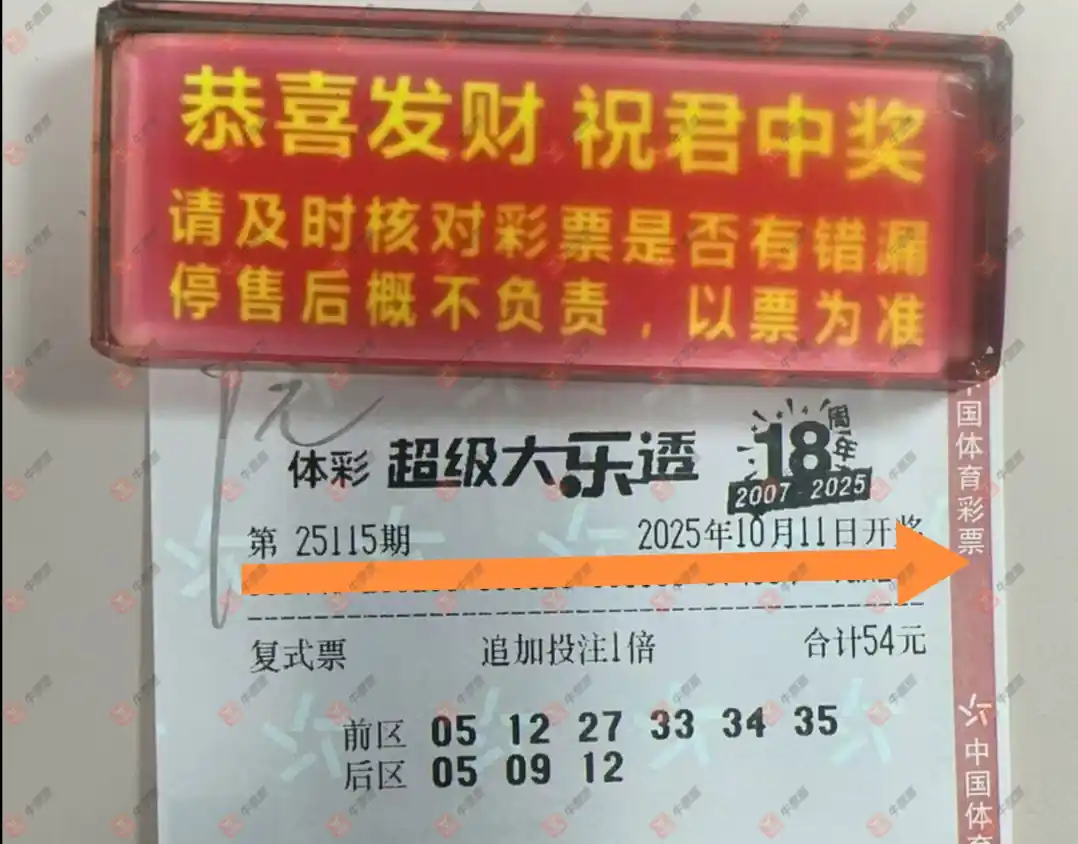 恭喜发财 祝君中奖
请及时核对彩票是否有错漏
停售后概不负责，以票为准
元
体彩 超级大乐透 18周年
2007-2025
第 25115期 2025年10月11日开奖
复式票 追加投注1倍 合计54元
前区 05 12 27 33 34 35
后区 05 09 12
中国体育彩票
中国体